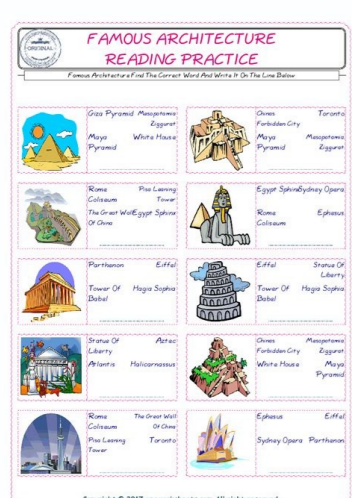 ORIGINAL
FAMOUS ARCHITECTURE
READING PRACTICE
Famous Architecture Find The Correct Word And Write It On The Line Below
Giza Pyramid Mesopotamia
Ziggurat
Maya White House
Pyramid
Chinas Toronto
Forbidden City
Maya Mesopotamia
Pyramid Ziggurat
Rome Pisa Leaning
Coliseum Tower
The Great Wall Egypt Sphinx
Of China
Egypt Sphinx Sydney Opera
Rome Ephesus
Coliseum
Parthenon Eiffel
Tower Of Hagia Sophia
Babel
Eiffel Statue Of
Liberty
Tower Of Hagia Sophia
Babel
Statue Of Aztec
Liberty
Atlantis Halicarnassus
Chinas Mesopotamia
Forbidden City Ziggurat
White House Maya
Pyramid
Rome The Great Wall
Coliseum Of China
Pisa Leaning Toronto
Tower
Ephesus Eiffel
Sydney Opera Parthenon